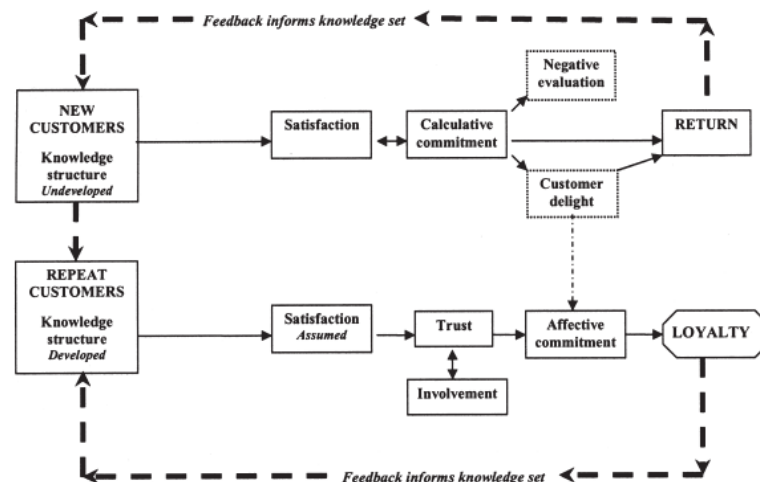 Feedback informs knowledge set
Negative
evaluation
NEW
CUSTOMERS
Knowledge
structure
Undeveloped
Satisfaction
Calculative
commitment
RETURN
Customer
delight
REPEAT
CUSTOMERS
Knowledge
structure
Developed
Satisfaction
Assumed
Trust
Affective
commitment
LOYALTY
Involvement
Feedback informs knowledge set